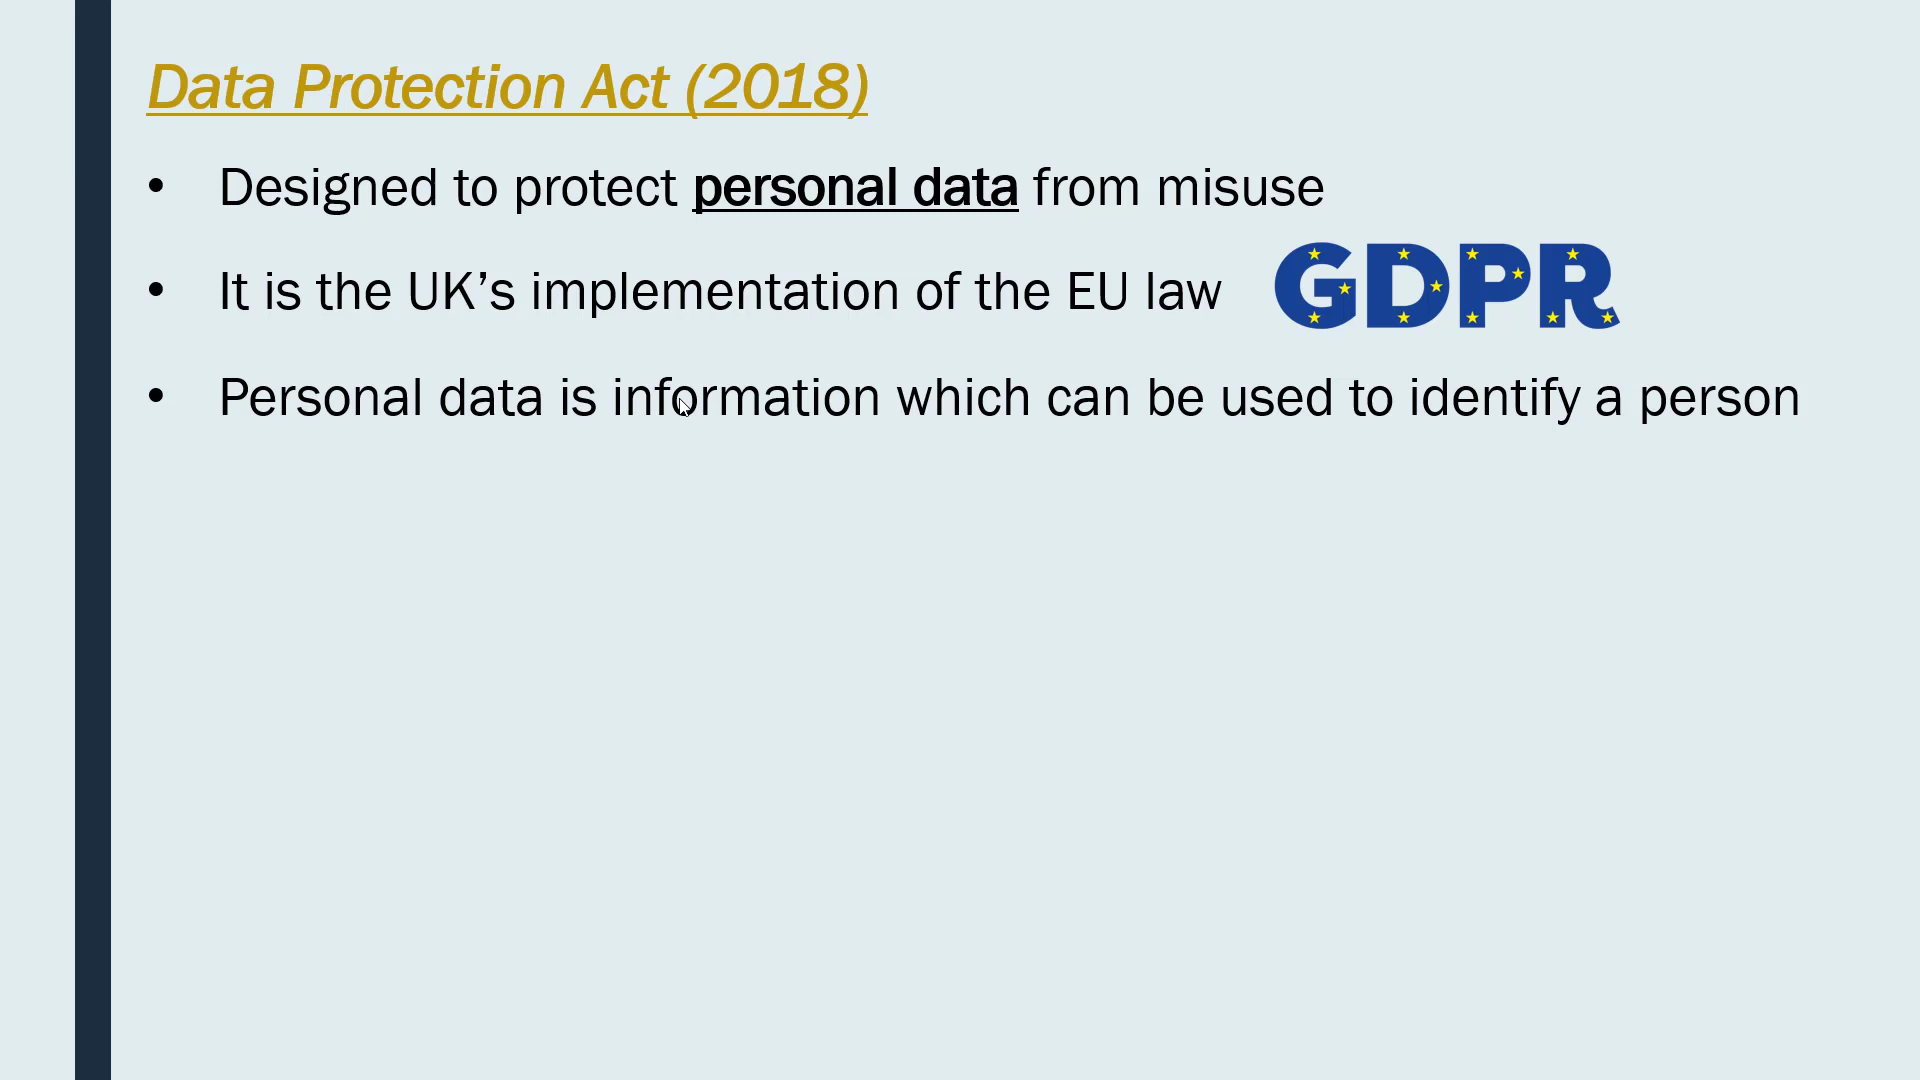 Data Protection Act (2018)
• Designed to protect personal data from misuse
• It is the UK’s implementation of the EU law GDPR
• Personal data is information which can be used to identify a person